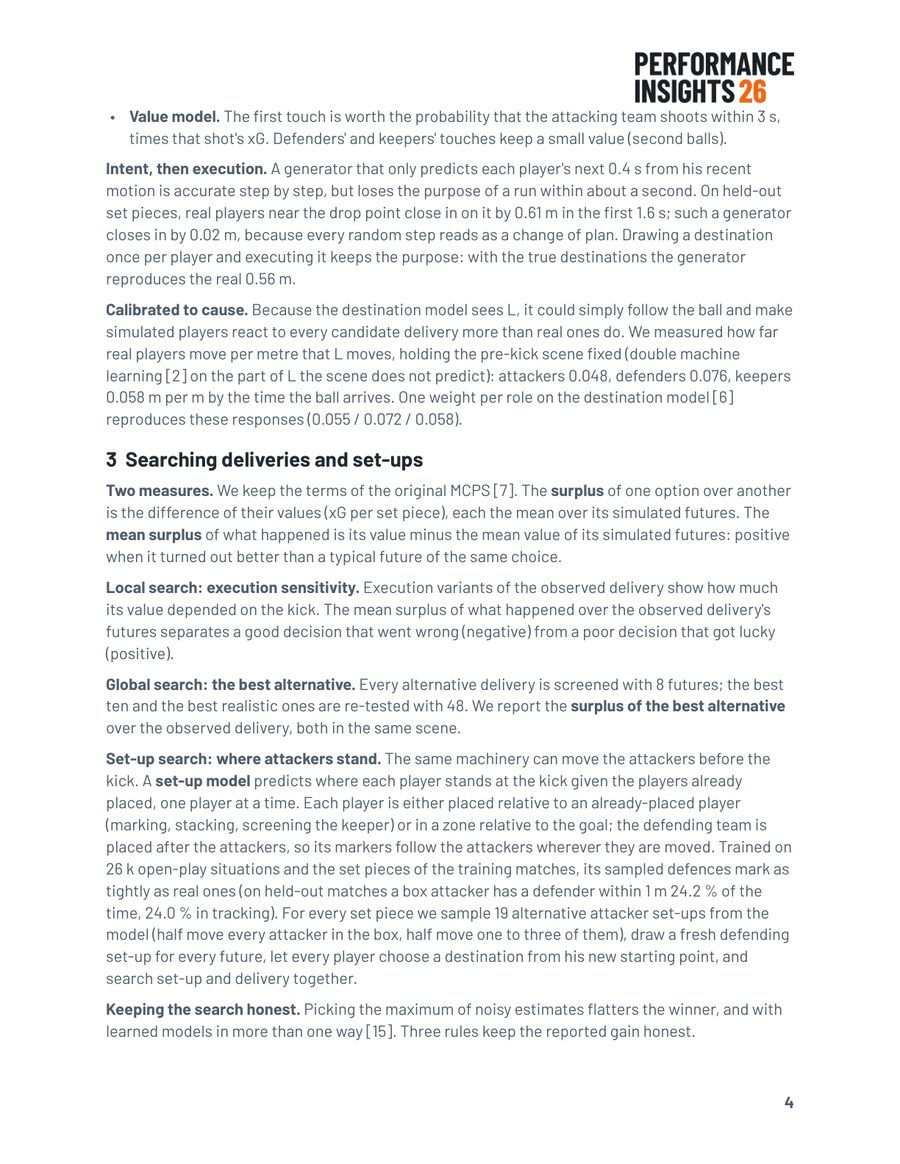 PERFORMANCE
INSIGHTS 26
• Value model. The first touch is worth the probability that the attacking team shoots within 3 s,
times that shot's xG. Defenders' and keepers' touches keep a small value (second balls).
Intent, then execution. A generator that only predicts each player's next 0.4 s from his recent
motion is accurate step by step, but loses the purpose of a run within about a second. On held-out
set pieces, real players near the drop point close in on it by 0.61 m in the first 1.6 s; such a generator
closes in by 0.02 m, because every random step reads as a change of plan. Drawing a destination
once per player and executing it keeps the purpose: with the true destinations the generator
reproduces the real 0.56 m.
Calibrated to cause. Because the destination model sees L, it could simply follow the ball and make
simulated players react to every candidate delivery more than real ones do. We measured how far
real players move per metre that L moves, holding the pre-kick scene fixed (double machine
learning [2] on the part of L the scene does not predict): attackers 0.048, defenders 0.076, keepers
0.058 m per m by the time the ball arrives. One weight per role on the destination model [6]
reproduces these responses (0.055 / 0.072 / 0.058).
3 Searching deliveries and set-ups
Two measures. We keep the terms of the original MCPS [7]. The surplus of one option over another
is the difference of their values (xG per set piece), each the mean over its simulated futures. The
mean surplus of what happened is its value minus the mean value of its simulated futures: positive
when it turned out better than a typical future of the same choice.
Local search: execution sensitivity. Execution variants of the observed delivery show how much
its value depended on the kick. The mean surplus of what happened over the observed delivery's
futures separates a good decision that went wrong (negative) from a poor decision that got lucky
(positive).
Global search: the best alternative. Every alternative delivery is screened with 8 futures; the best
ten and the best realistic ones are re-tested with 48. We report the surplus of the best alternative
over the observed delivery, both in the same scene.
Set-up search: where attackers stand. The same machinery can move the attackers before the
kick. A set-up model predicts where each player stands at the kick given the players already
placed, one player at a time. Each player is either placed relative to an already-placed player
(marking, stacking, screening the keeper) or in a zone relative to the goal; the defending team is
placed after the attackers, so its markers follow the attackers wherever they are moved. Trained on
26 k open-play situations and the set pieces of the training matches, its sampled defences mark as
tightly as real ones (on held-out matches a box attacker has a defender within 1 m 24.2 % of the
time, 24.0 % in tracking). For every set piece we sample 19 alternative attacker set-ups from the
model (half move every attacker in the box, half move one to three of them), draw a fresh defending
set-up for every future, let every player choose a destination from his new starting point, and
search set-up and delivery together.
Keeping the search honest. Picking the maximum of noisy estimates flatters the winner, and with
learned models in more than one way [15]. Three rules keep the reported gain honest.
4